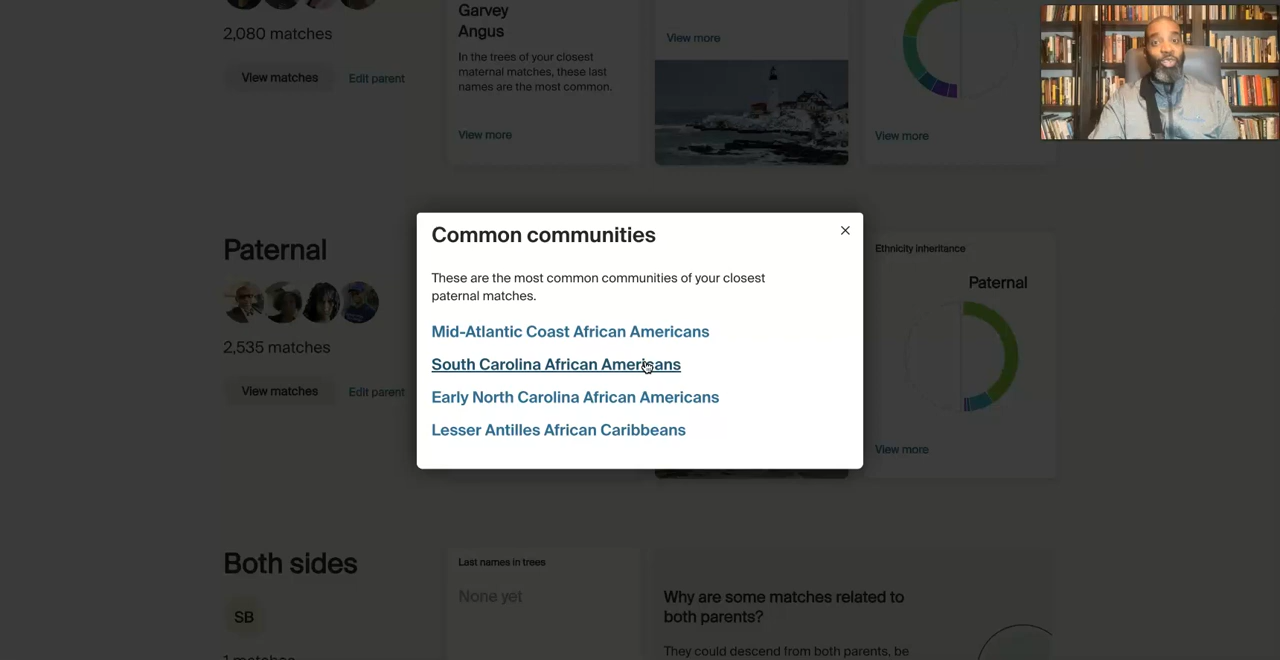 2,080 matches
View matches
Edit parent
Garvey
Angus
In the trees of your closest
maternal matches, these last
names are the most common.
View more
View more
View more
Common communities
These are the most common communities of your closest
paternal matches.
Mid-Atlantic Coast African Americans
South Carolina African Americans
Early North Carolina African Americans
Lesser Antilles African Caribbeans
Paternal
2,535 matches
View matches
Edit parent
Ethnicity inheritance
Paternal
View more
Both sides
SB
1 matches
Last names in trees
None yet
Why are some matches related to
both parents?
They could descend from both parents, be